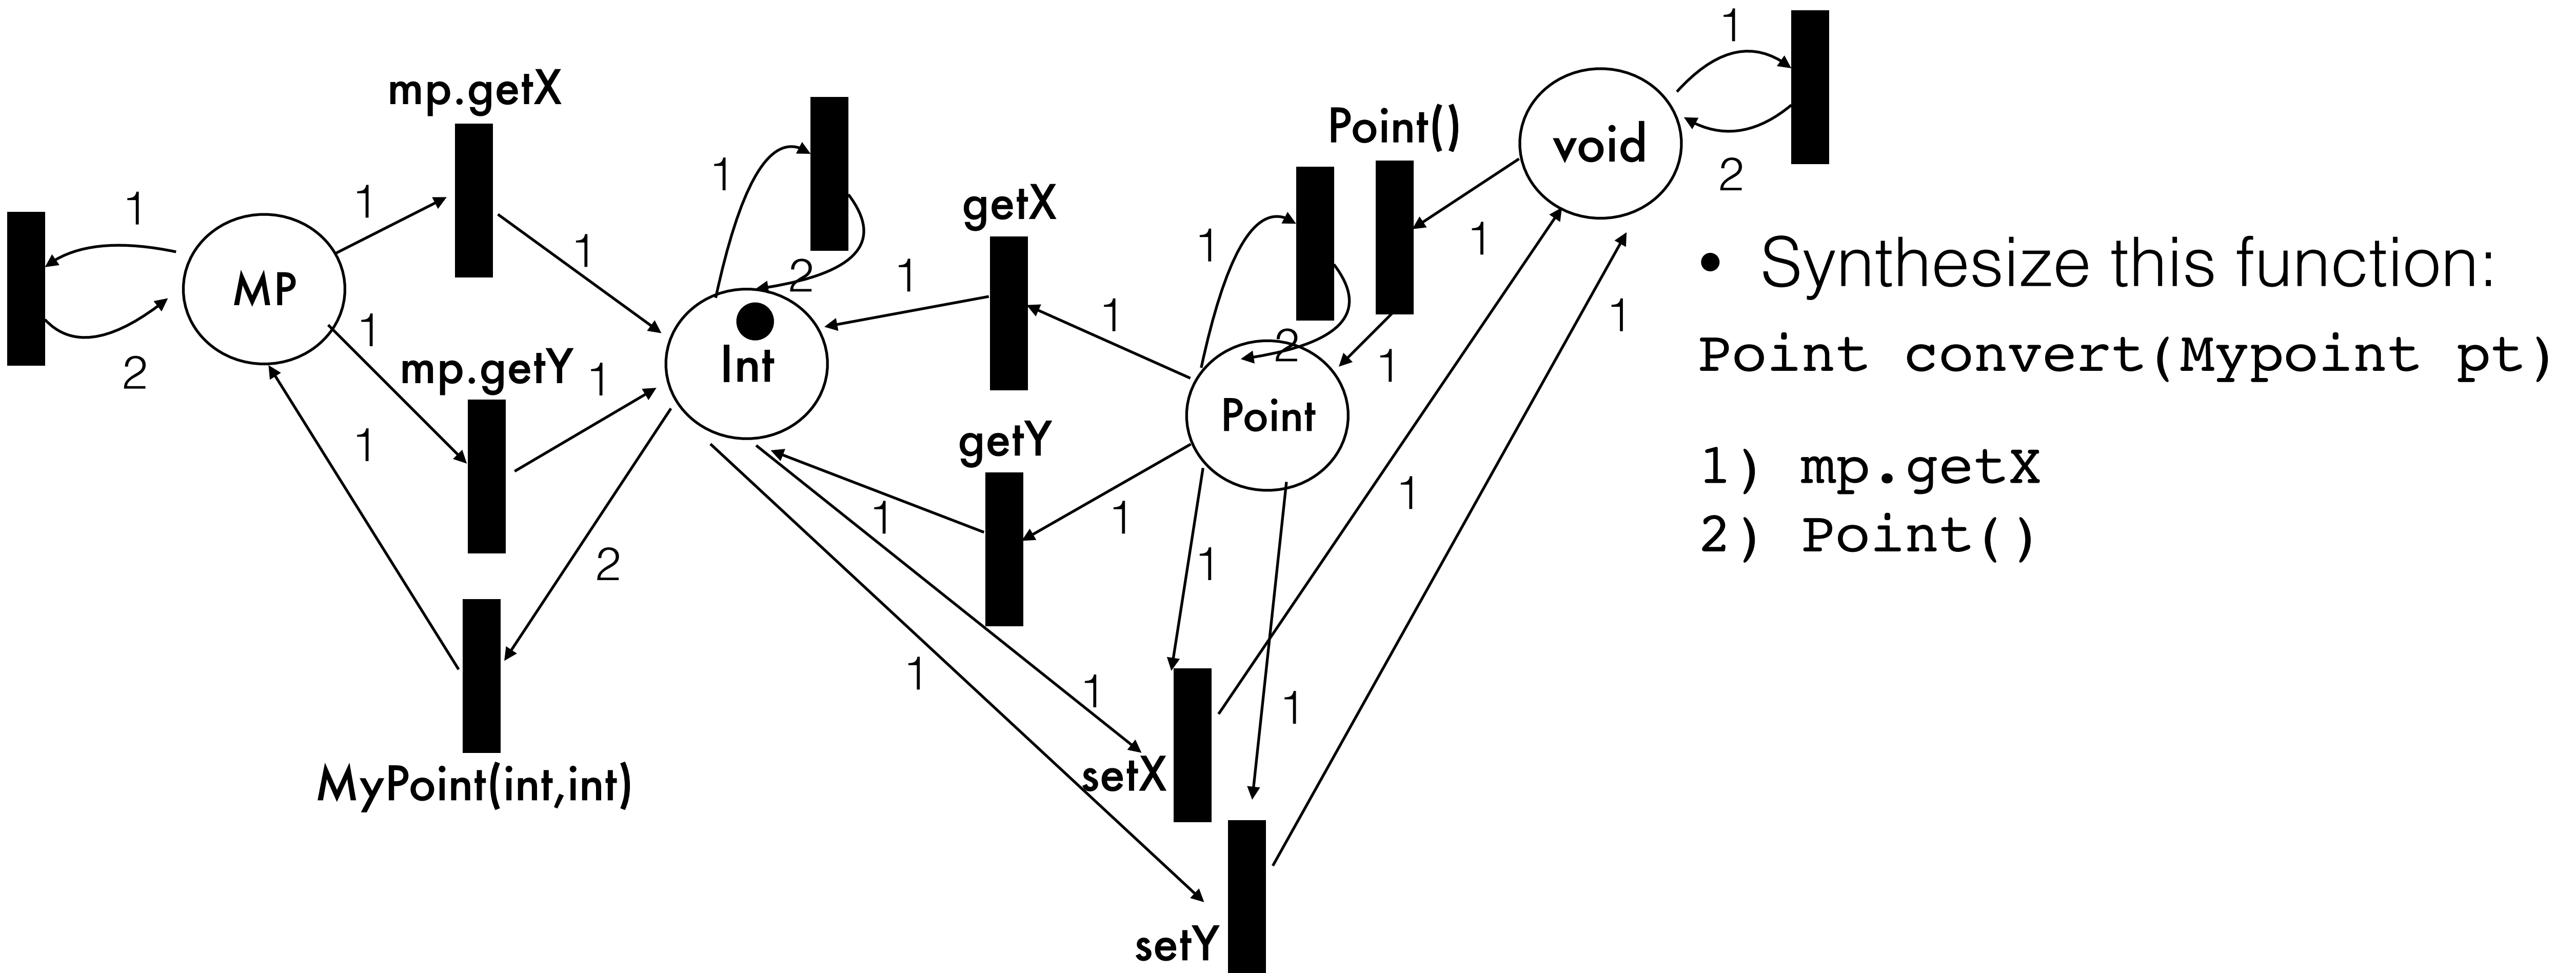 mp.getX
1
2
MP
1
1
1
mp.getY
1
1
2
MyPoint(int,int)
1
2
Int
getX
1
1
getY
1
1
1
1
setX
setY
1
1
1
2
Point
Point()
1
1
void
1
2
1
1
• Synthesize this function:
Point convert(Mypoint pt)
1) mp.getX
2) Point()